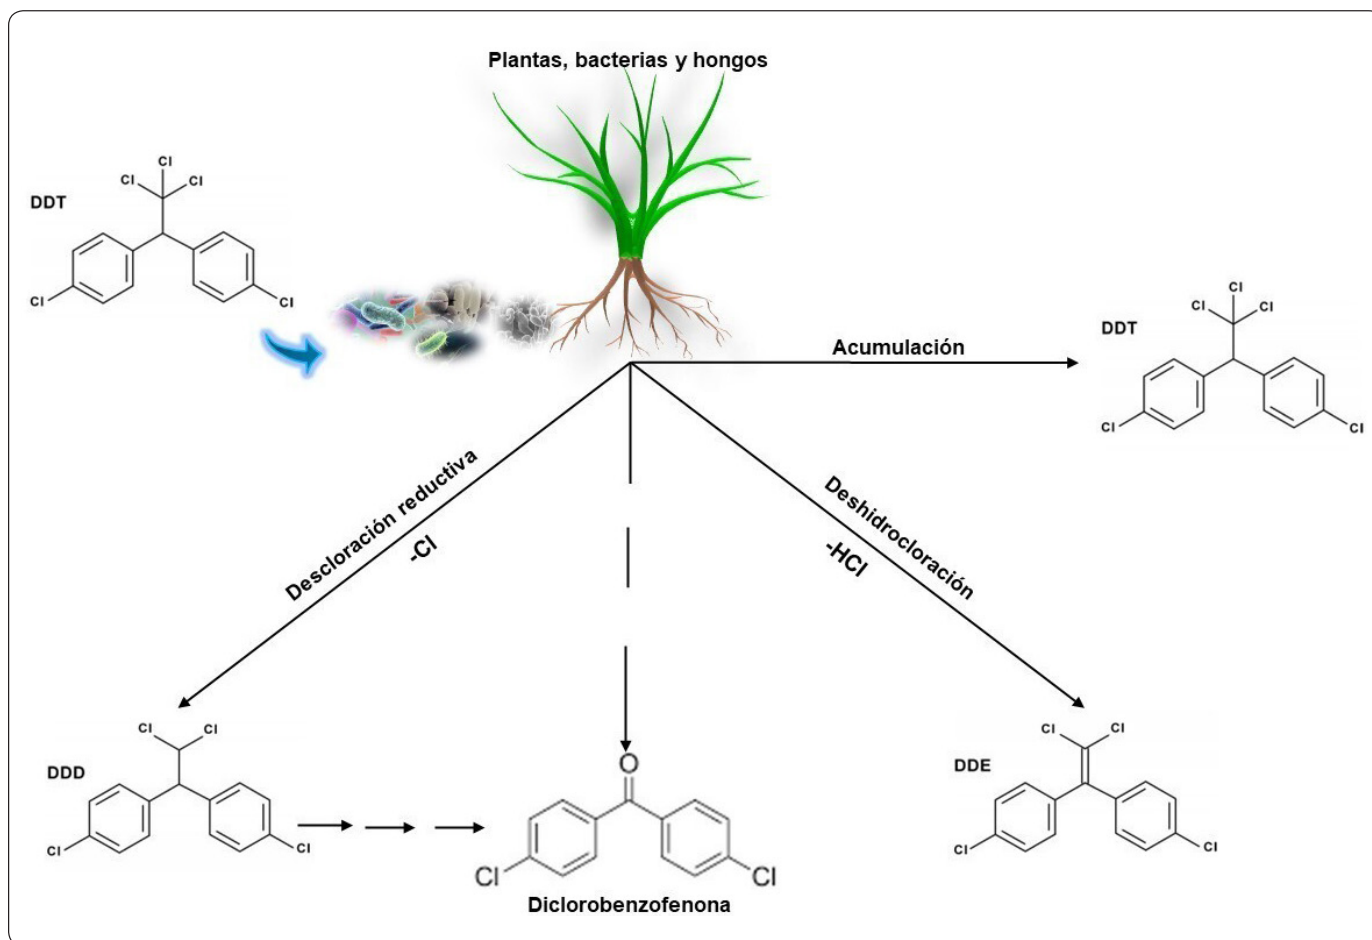 Plantas, bacterias y hongos
DDT
Cl
Cl
Cl
Cl
Cl
Acumulación
DDT
Cl
Cl
Cl
Cl
Cl
Descloración reductiva
-Cl
Deshidrocloración
-HCl
DDD
Cl
Cl
Cl
Cl
O
Cl
Cl
Diclorobenzofenona
DDE
Cl
Cl
Cl
Cl